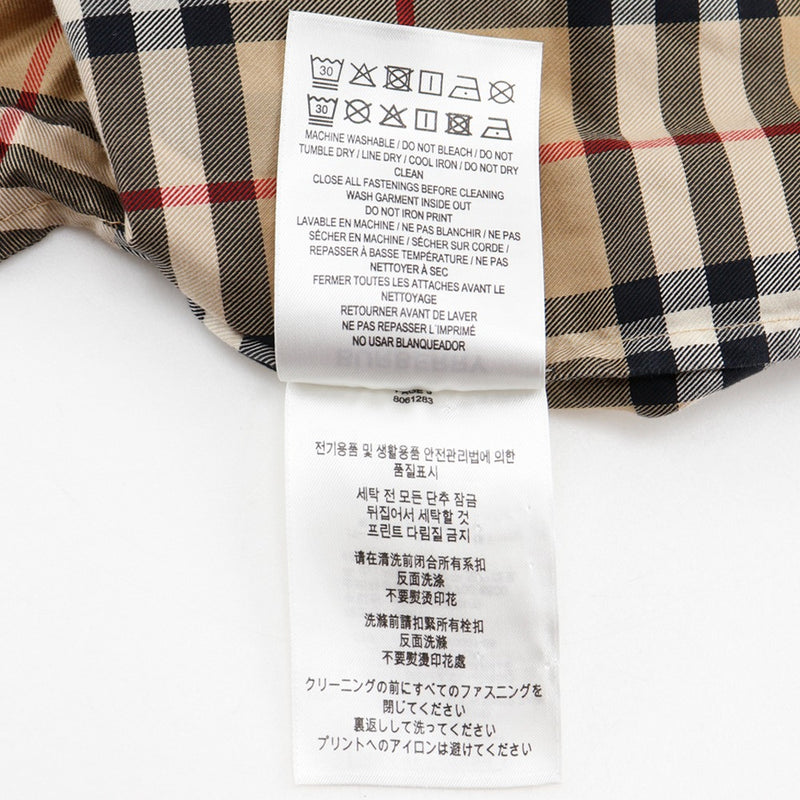 30
30
MACHINE WASHABLE / DO NOT BLEACH / DO NOT
TUMBLE DRY / LINE DRY / COOL IRON / DO NOT DRY
CLEAN
CLOSE ALL FASTENINGS BEFORE CLEANING
WASH GARMENT INSIDE OUT
DO NOT IRON PRINT
LAVABLE EN MACHINE / NE PAS BLANCHIR / NE PAS
SÉCHER EN MACHINE / SÉCHER SUR CORDE /
REPASSER À BASSE TEMPÉRATURE / NE PAS
NETTOYER À SEC
FERMER TOUTES LES ATTACHES AVANT LE
NETTOYAGE
RETOURNER AVANT DE LAVER
NE PAS REPASSER L'IMPRIMÉ
NO USAR BLANQUEADOR
8061283
전기용품 및 생활용품 안전관리법에 의한
품질표시
세탁 전 모든 단추 잠금
뒤집어서 세탁할 것
프린트 다림질 금지
请在清洗前闭合所有系扣
反面洗涤
不要熨烫印花
洗滌前請扣緊所有栓扣
反面洗滌
不要熨燙印花處
クリーニングの前にすべてのファスニングを
閉じてください
裏返しして洗ってください
プリントへのアイロンは避けてください